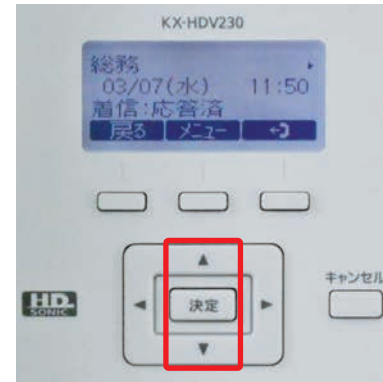 KX-HDV230
総務
03/07(水) 11:50
着信:応答済
戻る メニュー
HD
SONIC
決定
キャンセル